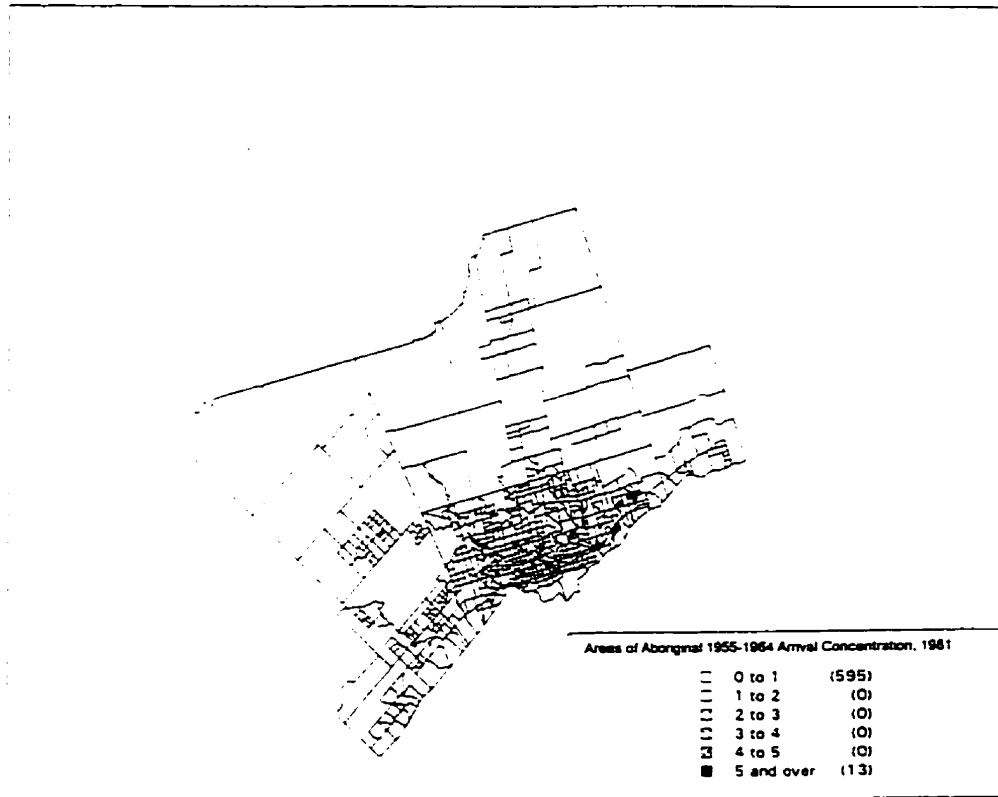 Areas of Aboriginal 1955-1964 Arrival Concentration, 1981
0 to 1 (595)
1 to 2 (0)
2 to 3 (0)
3 to 4 (0)
4 to 5 (0)
5 and over (13)